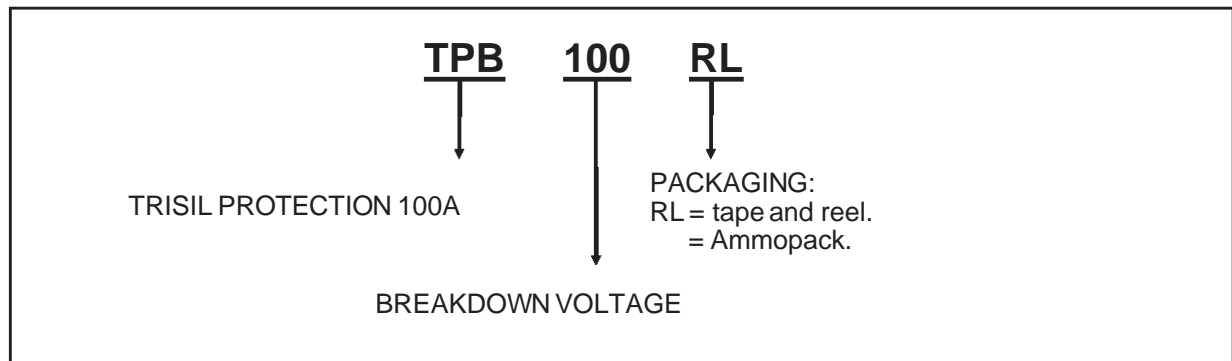 TPB 100 RL
TRISIL PROTECTION 100A
PACKAGING:
RL = tape and reel.
= Ammopack.
BREAKDOWN VOLTAGE